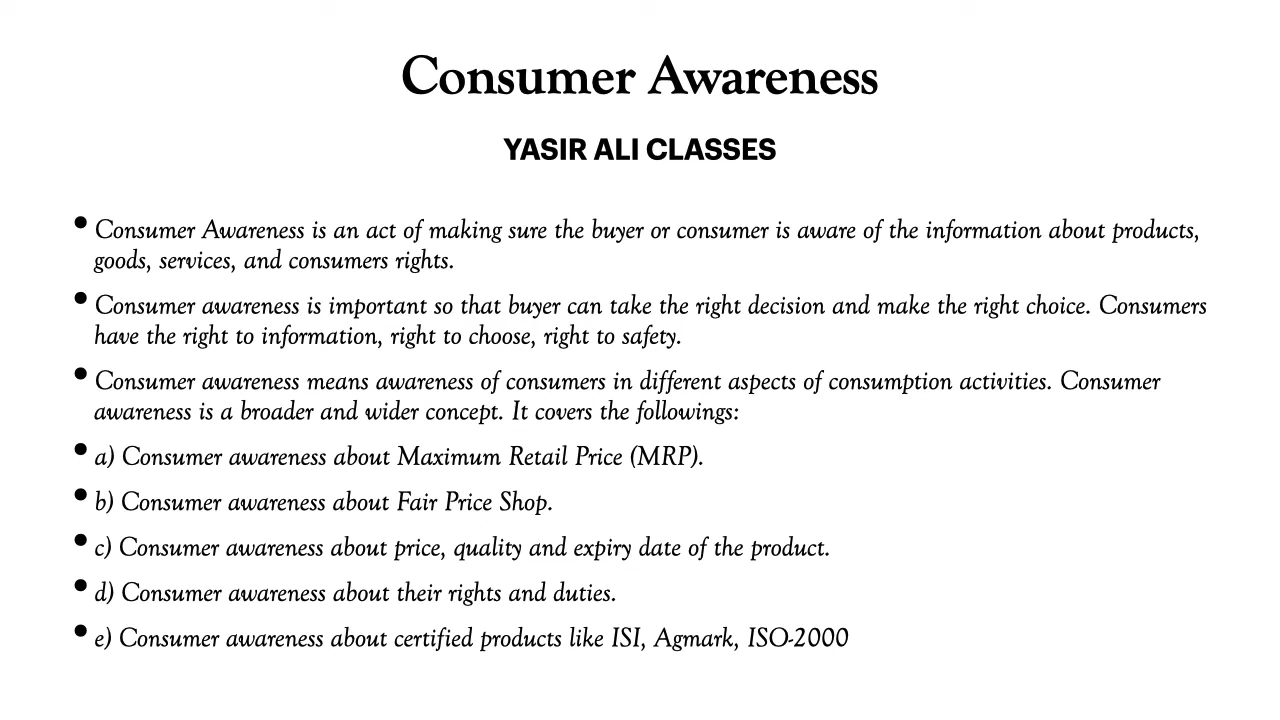 Consumer Awareness
YASIR ALI CLASSES
• Consumer Awareness is an act of making sure the buyer or consumer is aware of the information about products,
goods, services, and consumers rights.
• Consumer awareness is important so that buyer can take the right decision and make the right choice. Consumers
have the right to information, right to choose, right to safety.
• Consumer awareness means awareness of consumers in different aspects of consumption activities. Consumer
awareness is a broader and wider concept. It covers the followings:
• a) Consumer awareness about Maximum Retail Price (MRP).
• b) Consumer awareness about Fair Price Shop.
• c) Consumer awareness about price, quality and expiry date of the product.
• d) Consumer awareness about their rights and duties.
• e) Consumer awareness about certified products like ISI, Agmark, ISO-2000